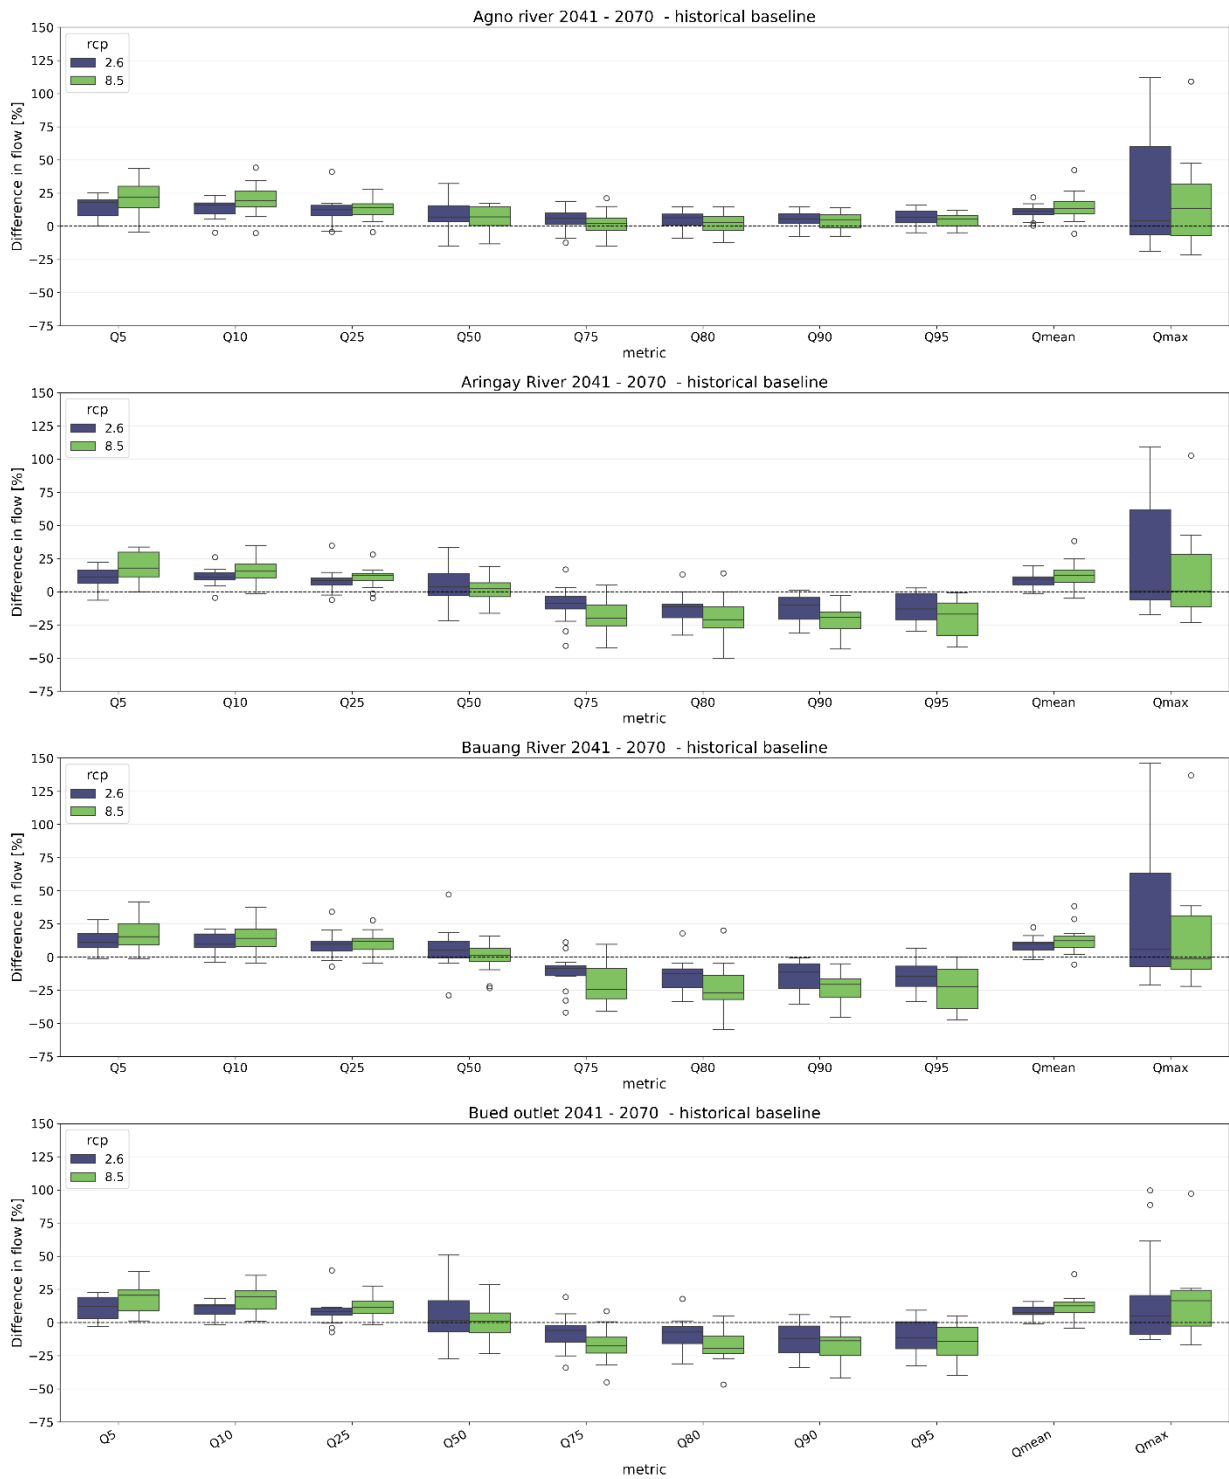 Agno river 2041 - 2070  - historical baseline
150
125
100
75
50
25
0
−25
−50
−75
Difference in flow [%]
rcp
2.6
8.5
Q5 Q10 Q25 Q50 Q75 Q80 Q90 Q95 Qmean Qmax
metric
Aringay River 2041 - 2070  - historical baseline
150
125
100
75
50
25
0
−25
−50
−75
Difference in flow [%]
rcp
2.6
8.5
Q5 Q10 Q25 Q50 Q75 Q80 Q90 Q95 Qmean Qmax
metric
Bauang River 2041 - 2070  - historical baseline
150
125
100
75
50
25
0
−25
−50
−75
Difference in flow [%]
rcp
2.6
8.5
Q5 Q10 Q25 Q50 Q75 Q80 Q90 Q95 Qmean Qmax
metric
Bued outlet 2041 - 2070  - historical baseline
150
125
100
75
50
25
0
−25
−50
−75
Difference in flow [%]
rcp
2.6
8.5
Q5 Q10 Q25 Q50 Q75 Q80 Q90 Q95 Qmean Qmax
metric